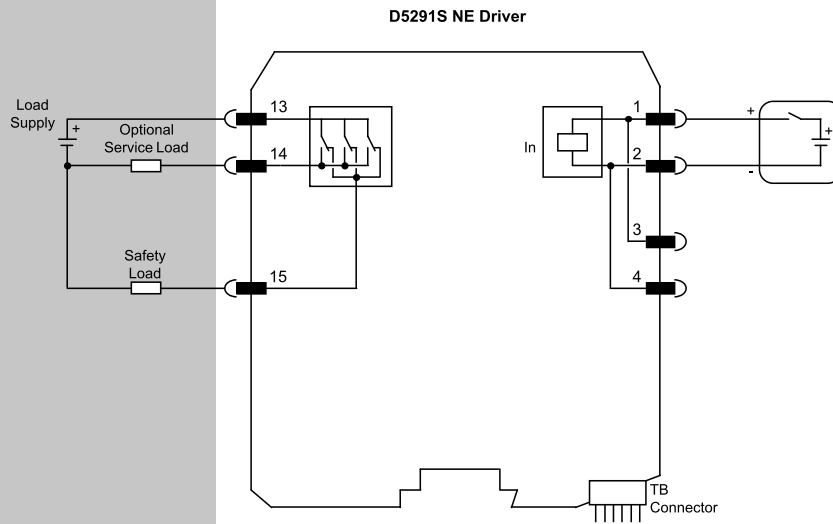 D5291S NE Driver
Load
Supply
+
Optional
Service Load
Safety
Load
13
14
15
In
1
2
3
4
+
-
+
TB
Connector